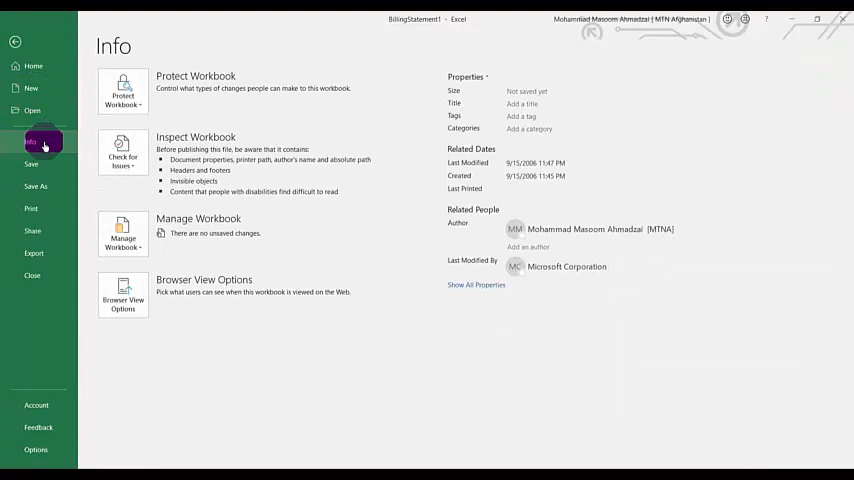 BillingStatement1 - Excel
Mohammad Masoom Ahmadzai [ MTN Afghanistan ]
?
Home
New
Open
Info
Save
Save As
Print
Share
Export
Close
Account
Feedback
Options
Info
Protect Workbook
Protect Workbook
Control what types of changes people can make to this workbook.
Check for Issues
Inspect Workbook
Before publishing this file, be aware that it contains:
Document properties, printer path, author's name and absolute path
Headers and footers
Invisible objects
Content that people with disabilities find difficult to read
Manage Workbook
Manage Workbook
There are no unsaved changes.
Browser View Options
Browser View Options
Pick what users can see when this workbook is viewed on the Web.
Properties
Size Not saved yet
Title Add a title
Tags Add a tag
Categories Add a category
Related Dates
Last Modified 9/15/2006 11:47 PM
Created 9/15/2006 11:45 PM
Last Printed
Related People
Author MM Mohammad Masoom Ahmadzai [MTNA]
Add an author
Last Modified By MC Microsoft Corporation
Show All Properties